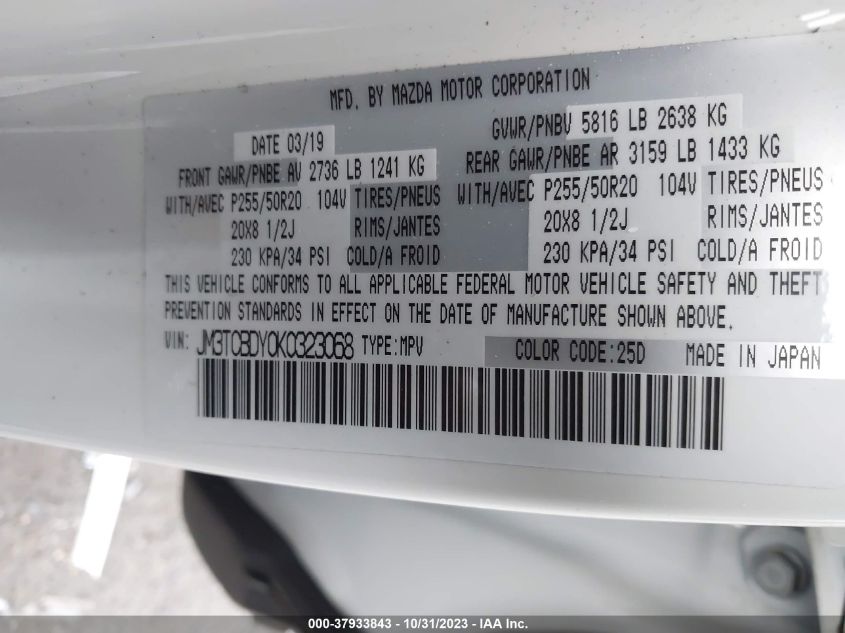 MFD. BY MAZDA MOTOR CORPORATION
DATE 03/19 GVWR/PNBV 5816 LB 2638 KG
FRONT GAWR/PNBE AV 2736 LB 1241 KG REAR GAWR/PNBE AR 3159 LB 1433 KG
WITH/AVEC P255/50R20 104V TIRES/PNEUS WITH/AVEC P255/50R20 104V TIRES/PNEUS
20X8 1/2J RIMS/JANTES 20X8 1/2J RIMS/JANTES
230 KPA/34 PSI COLD/A FROID 230 KPA/34 PSI COLD/A FROID
THIS VEHICLE CONFORMS TO ALL APPLICABLE FEDERAL MOTOR VEHICLE SAFETY AND THEFT
PREVENTION STANDARDS IN EFFECT ON THE DATE OF MANUFACTURE SHOWN ABOVE.
VIN: JM3TCBDY0K0323068 TYPE:MPV COLOR CODE:25D MADE IN JAPAN
000-37933843 / 10/31/2023 - IAA Inc.